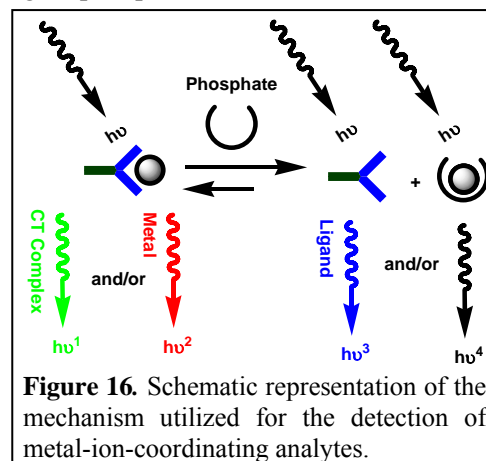 Phosphate
hυ
hυ
hυ
+
CT Complex
and/or
Metal
Ligand
and/or
hυ¹
hυ²
hυ³
hυ⁴
Figure 16. Schematic representation of the
mechanism utilized for the detection of
metal-ion-coordinating analytes.